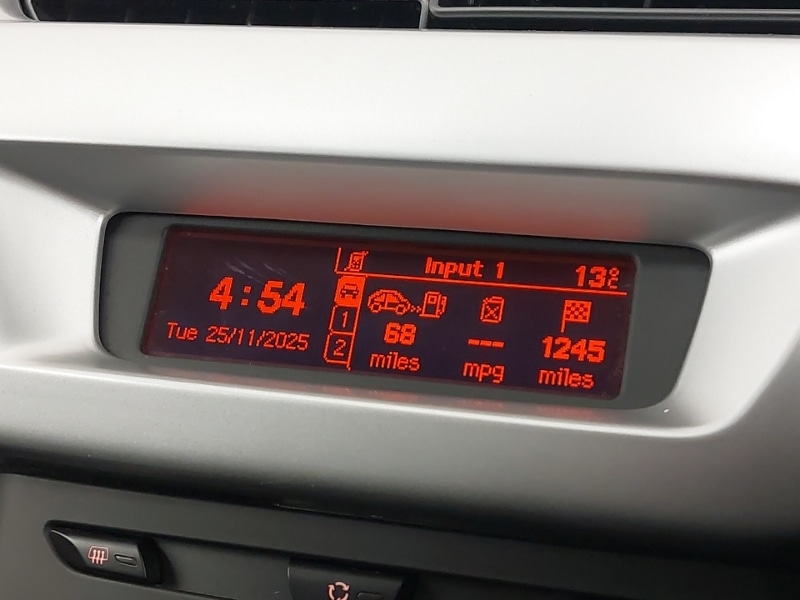 Input 1 13°C
4:54
Tue 25/11/2025
1
2
68
miles
---
mpg
1245
miles